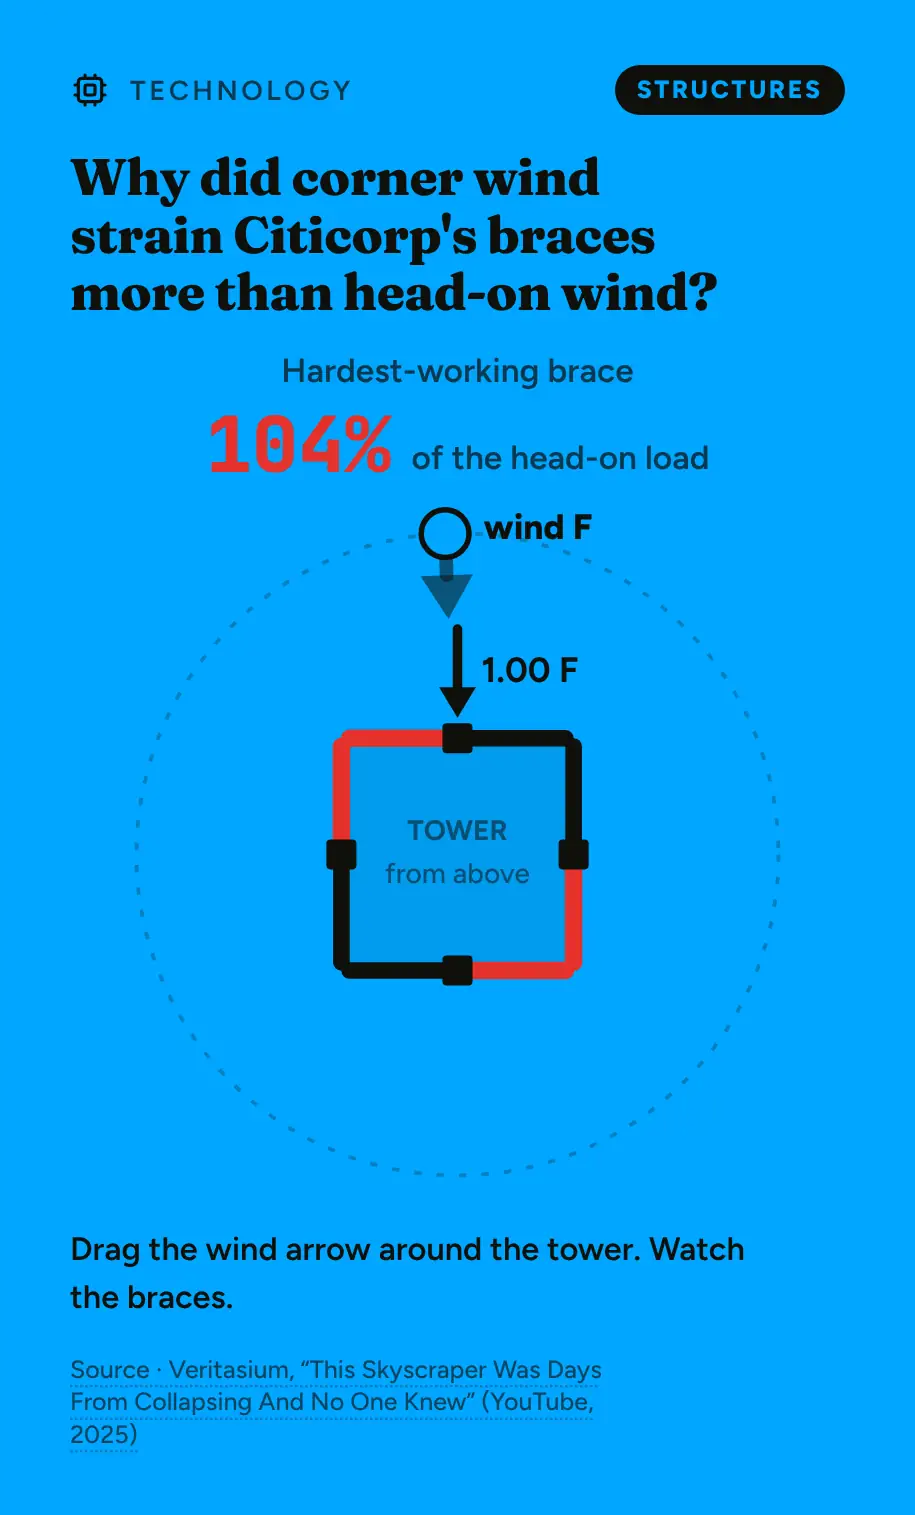 TECHNOLOGY
STRUCTURES
Why did corner wind
strain Citicorp's braces
more than head-on wind?
Hardest-working brace
104% of the head-on load
wind F
1.00 F
TOWER
from above
Drag the wind arrow around the tower. Watch
the braces.
Source · Veritasium, “This Skyscraper Was Days
From Collapsing And No One Knew” (YouTube,
2025)